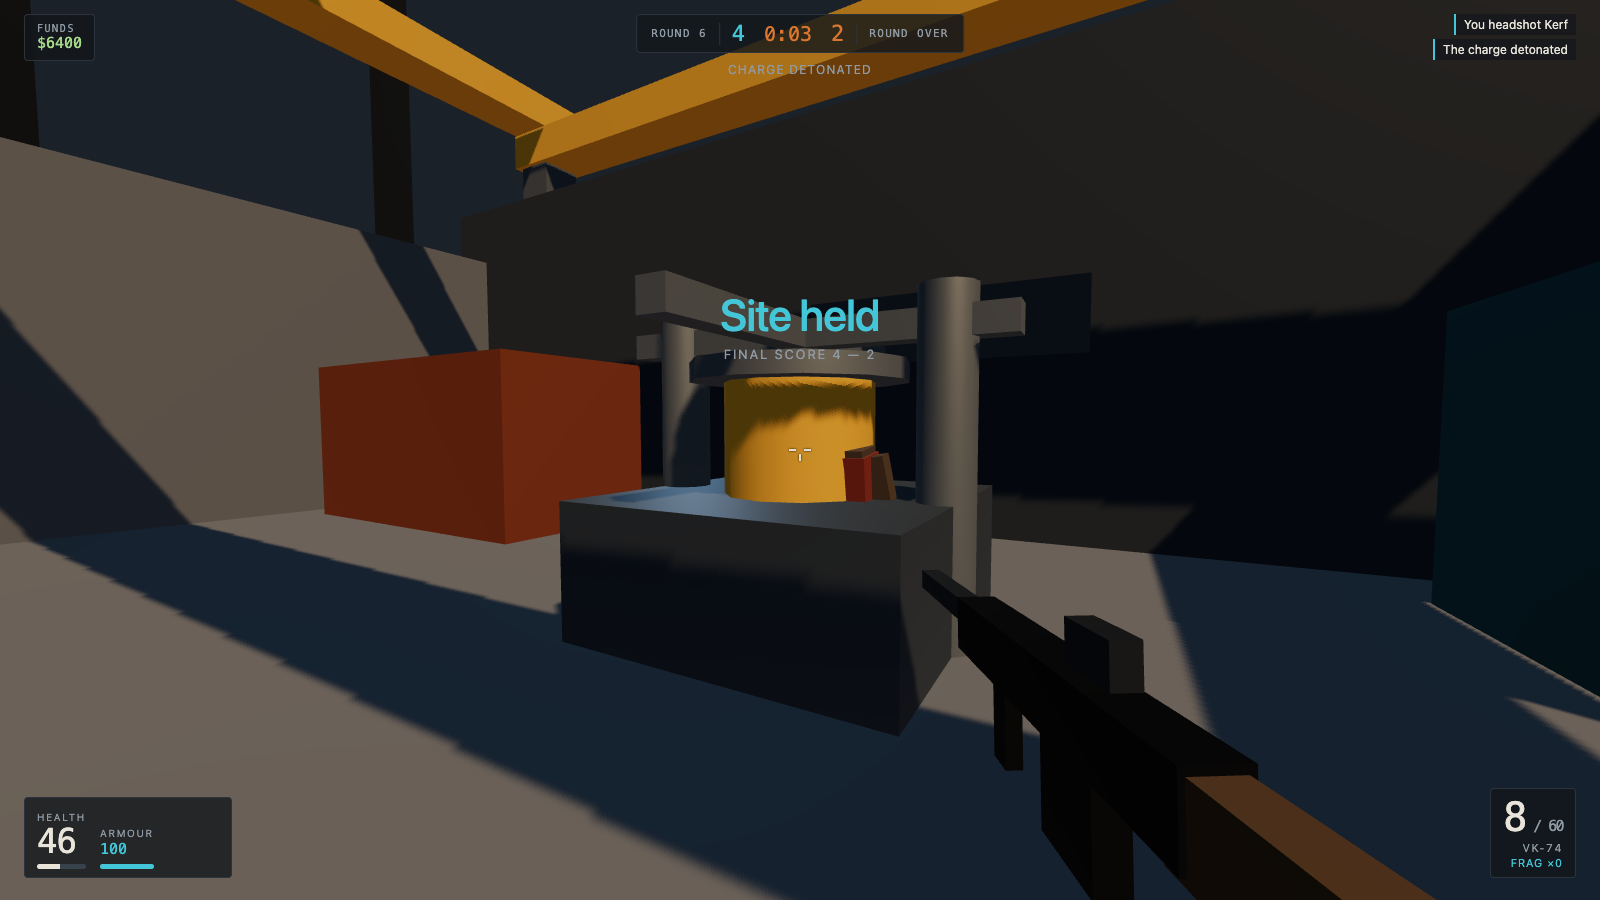 FUNDS
$6400
ROUND 6 4 0:03 2 ROUND OVER
CHARGE DETONATED
You headshot Kerf
The charge detonated
Site held
FINAL SCORE 4 — 2
HEALTH
46
ARMOUR
100
8 / 60
VK-74
FRAG ×0